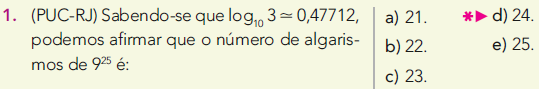 1. (PUC-RJ) Sabendo-se que log₁₀ 3 ≃ 0,47712,
podemos afirmar que o número de algaris-
mos de 9²⁵ é:
a) 21.
b) 22.
c) 23.
*▶ d) 24.
e) 25.